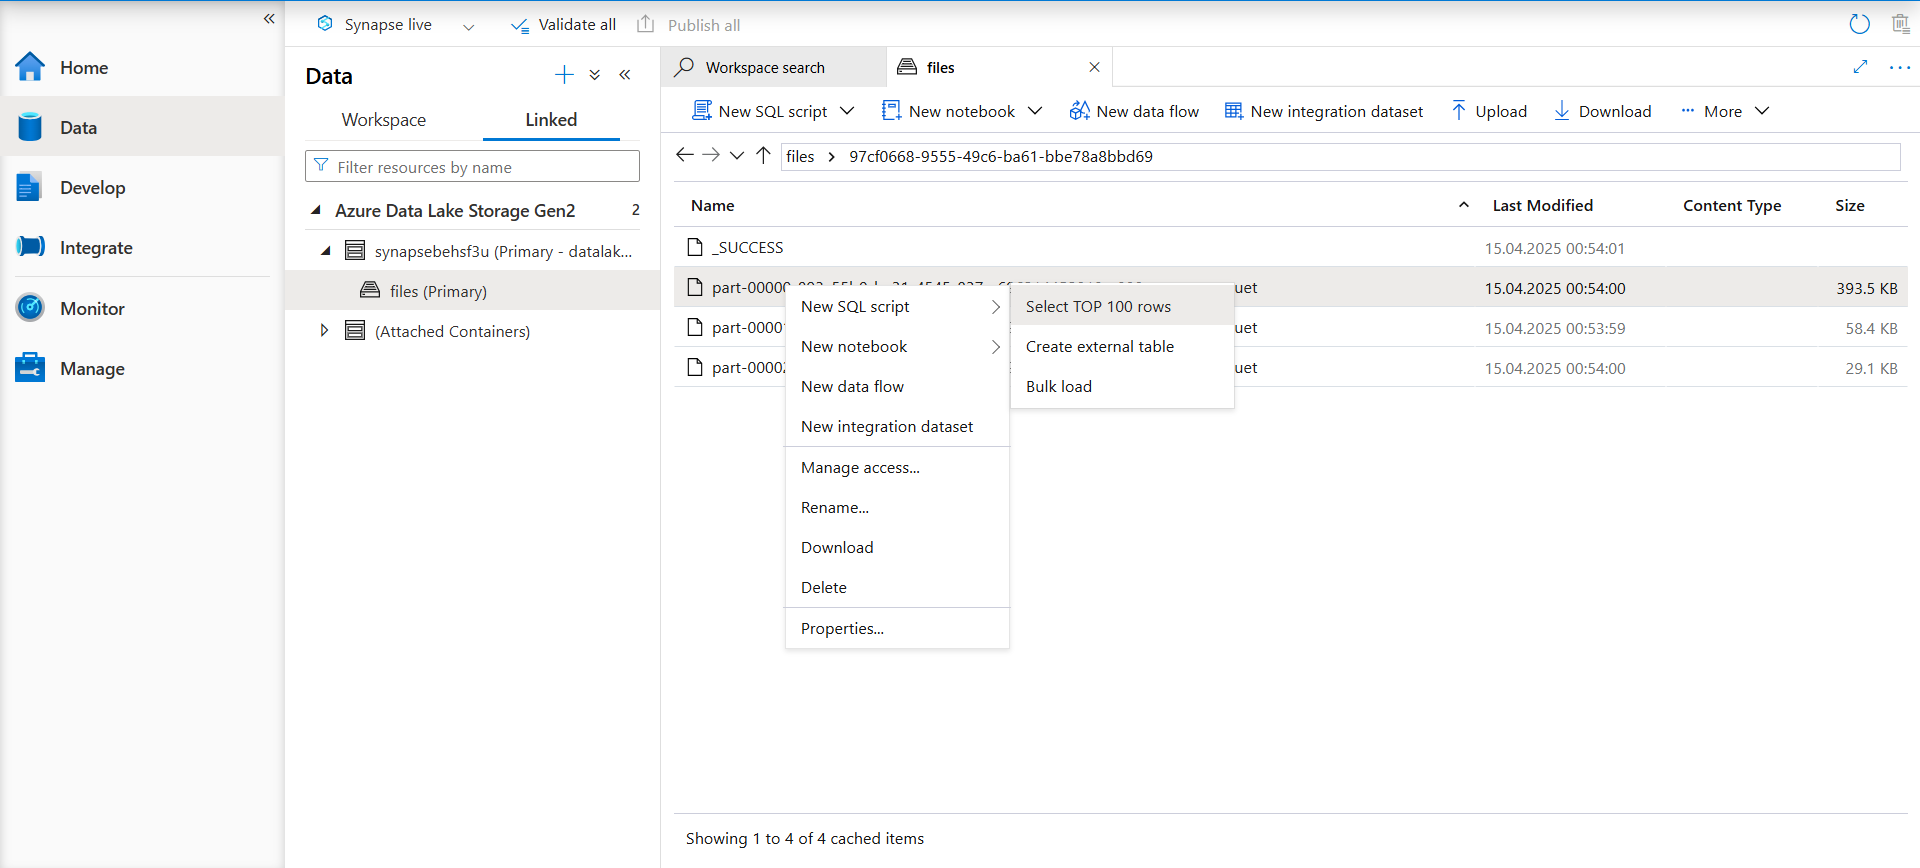 Synapse live
Validate all
Publish all
Home
Data
Develop
Integrate
Monitor
Manage
Data
Workspace
Linked
Filter resources by name
Azure Data Lake Storage Gen2
2
synapsebehsf3u (Primary - datalak...
files (Primary)
(Attached Containers)
Workspace search
files
New SQL script
New notebook
New data flow
New integration dataset
Upload
Download
More
files
97cf0668-9555-49c6-ba61-bbe78a8bbd69
Name
Last Modified
Content Type
Size
_SUCCESS
15.04.2025 00:54:01
part-00000
uet
15.04.2025 00:54:00
393.5 KB
part-0000
uet
15.04.2025 00:53:59
58.4 KB
part-0000
uet
15.04.2025 00:54:00
29.1 KB
New SQL script
New notebook
New data flow
New integration dataset
Manage access...
Rename...
Download
Delete
Properties...
Select TOP 100 rows
Create external table
Bulk load
Showing 1 to 4 of 4 cached items